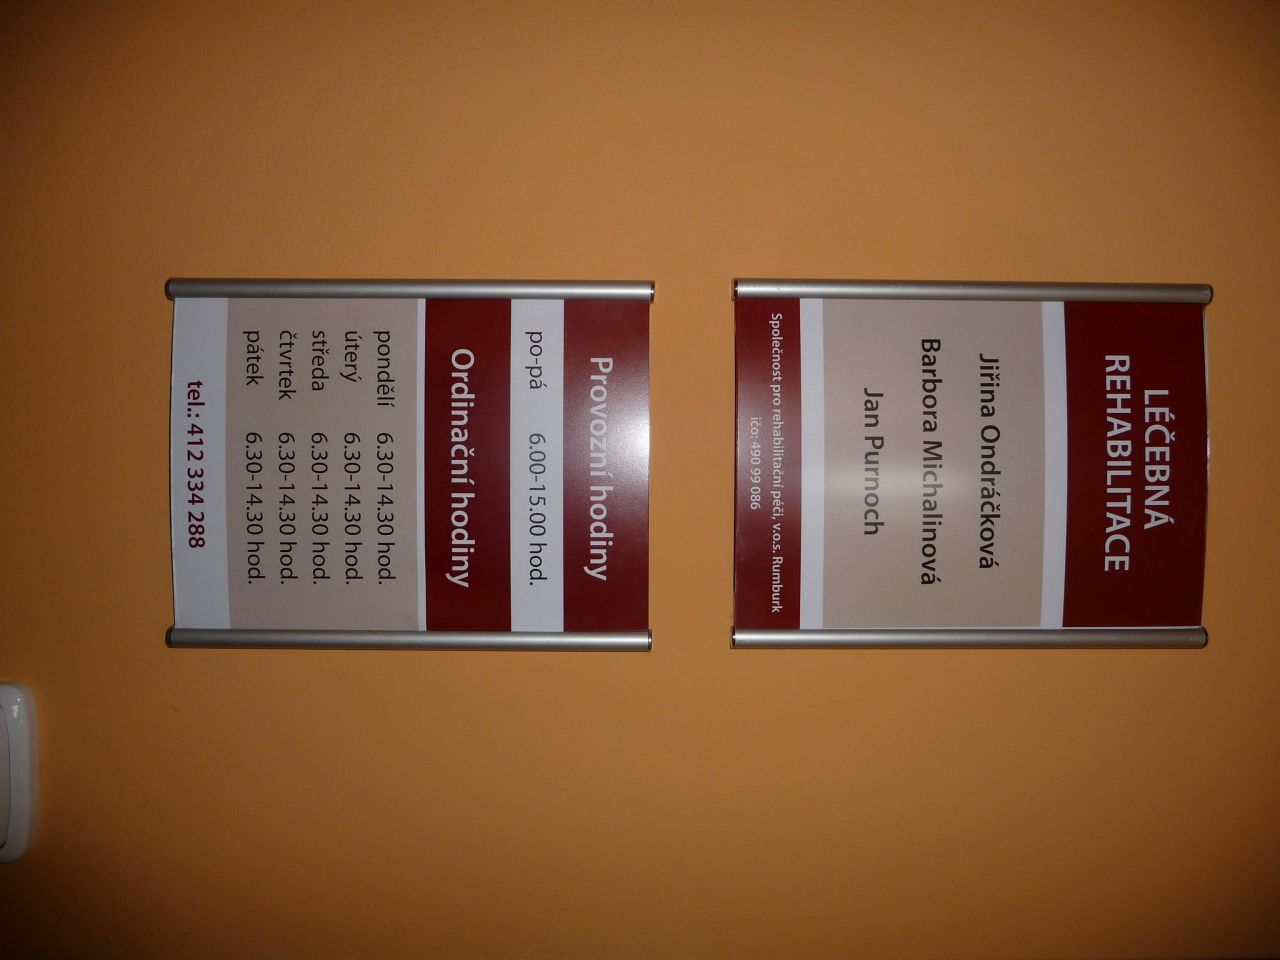 LÉČEBNÁ
REHABILITACE
Jiřina Ondráčková
Barbora Michalinová
Jan Purnoch
Společnost pro rehabilitační péči, v.o.s. Rumburk
ičo: 490 99 086
Provozní hodiny
po-pá 6.00-15.00 hod.
Ordinační hodiny
pondělí 6.30-14.30 hod.
úterý 6.30-14.30 hod.
středa 6.30-14.30 hod.
čtvrtek 6.30-14.30 hod.
pátek 6.30-14.30 hod.
tel.: 412 334 288